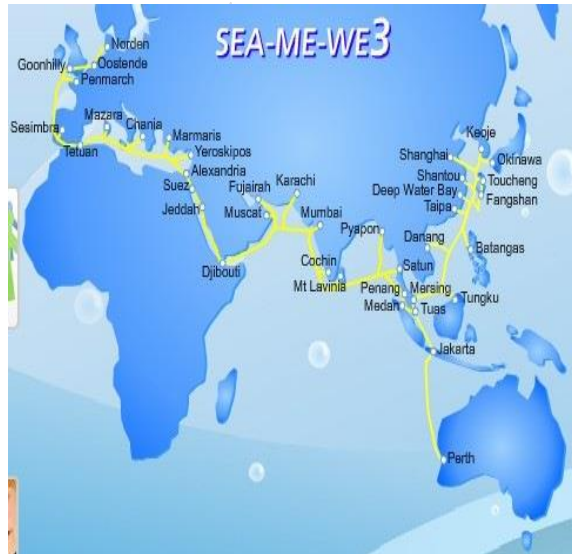 SEA-ME-WE3
Norden
Goonhilly
Oostende
Penmarch
Sesimbra
Mazara
Chania
Marmaris
Tetuan
Yeroskipos
Alexandria
Suez
Fujairah
Karachi
Jeddah
Muscat
Mumbai
Djibouti
Cochin
Mt Lavinia
Pyapon
Satun
Penang
Medan
Mersing
Tuas
Tungku
Danang
Batangas
Keoje
Shanghai
Okinawa
Shantou
Toucheng
Deep Water Bay
Fangshan
Taipa
Jakarta
Perth